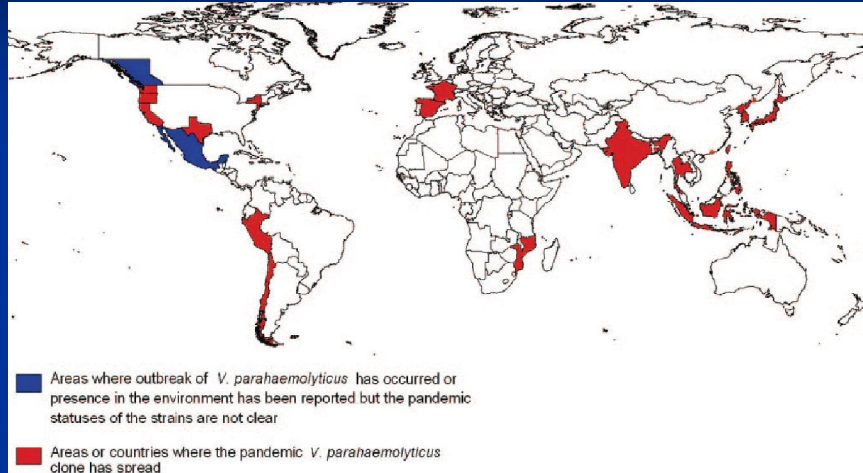 Areas where outbreak of V. parahaemolyticus has occurred or
presence in the environment has been reported but the pandemic
statuses of the strains are not clear
Areas or countries where the pandemic V. parahaemolyticus
clone has spread